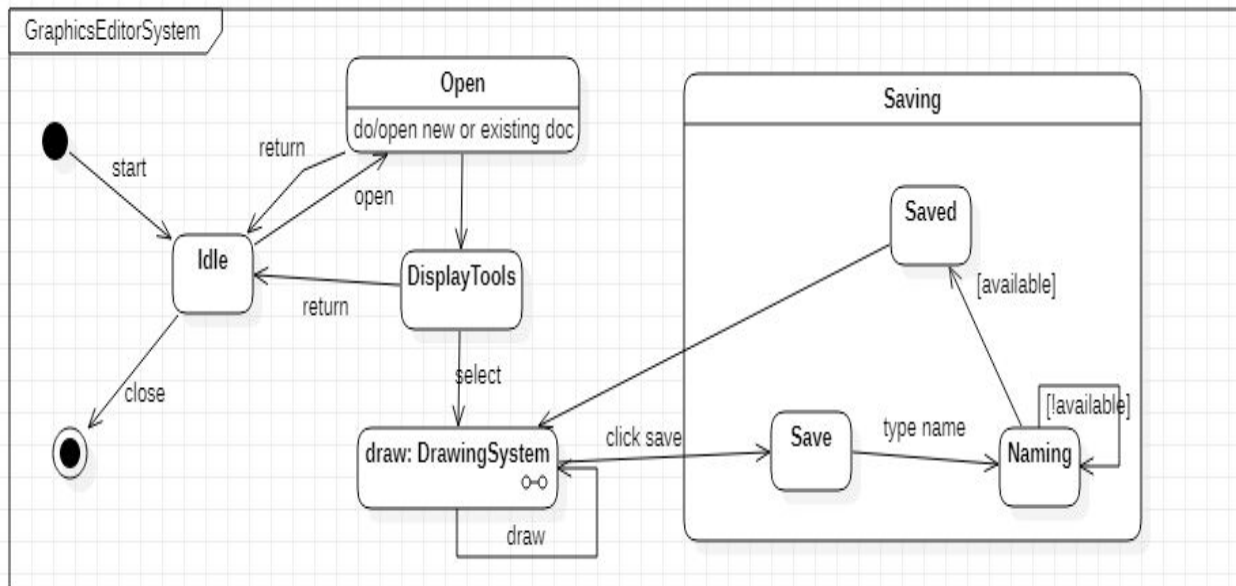 GraphicsEditorSystem
Open
do/open new or existing doc
Saving
start
return
open
Idle
DisplayTools
return
close
select
draw: DrawingSystem
draw
click save
Saved
[available]
Save
type name
[!available]
Naming